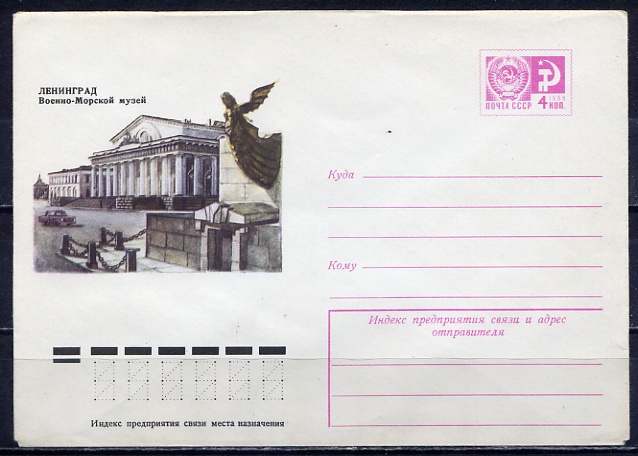 ЛЕНИНГРАД
Военно-Морской музей
ПОЧТА СССР 4 КОП.
1966
Куда
Кому
Индекс предприятия связи и адрес
отправителя
Индекс предприятия связи места назначения